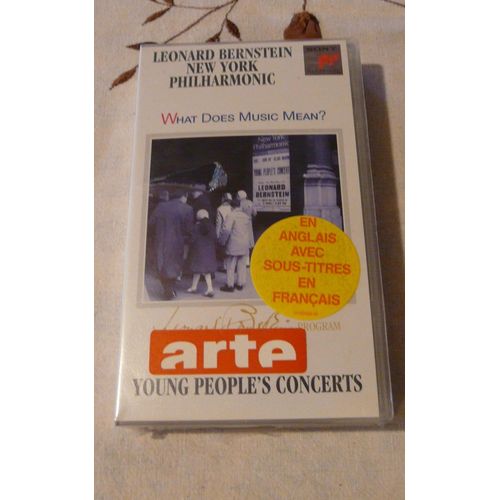 LEONARD BERNSTEIN
NEW YORK
PHILHARMONIC
SONY
WHAT DOES MUSIC MEAN?
New York
Philharmonic
YOUNG PEOPLE'S CONCERT
LEONARD
BERNSTEIN
EN
ANGLAIS
AVEC
SOUS-TITRES
EN
FRANÇAIS
PROGRAM
arte
YOUNG PEOPLE'S CONCERTS